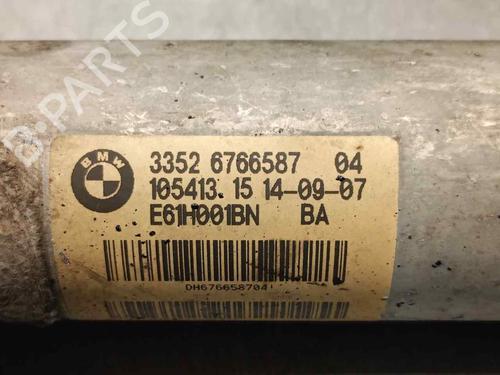 B-PARTS
BMW
3352 6766587 04
105413.15 14-09-07
E61H001BN BA
DH676658704